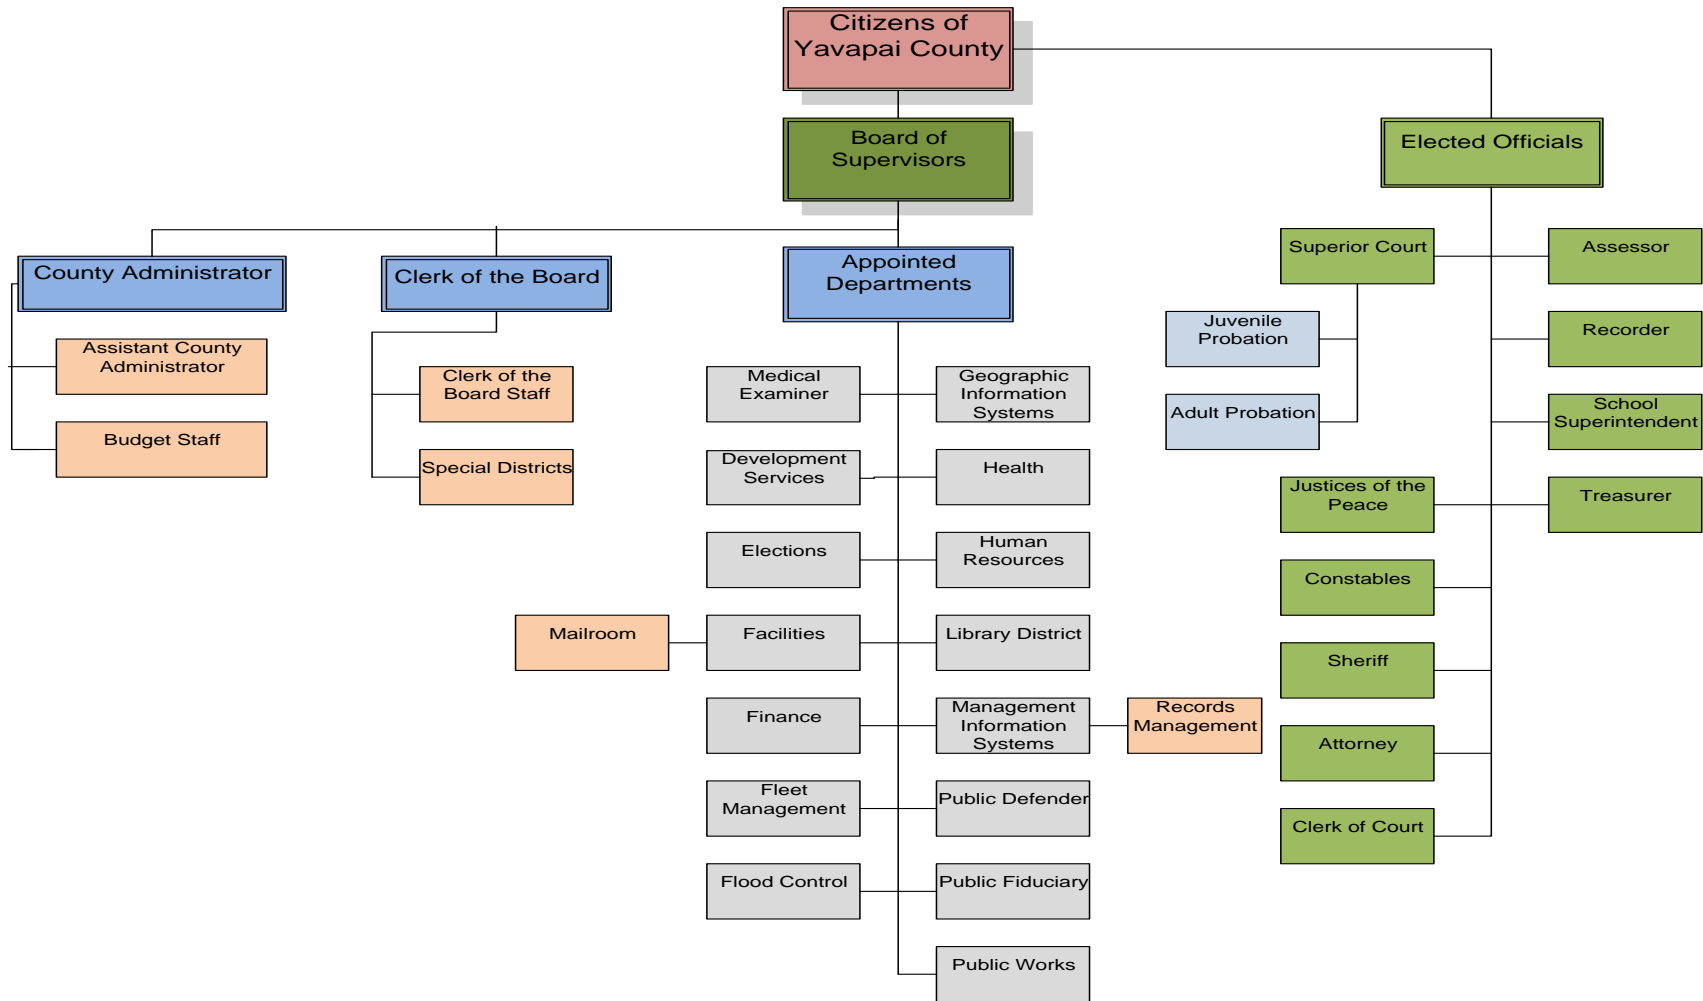 Citizens of
Yavapai County
Board of
Supervisors
Elected Officials
County Administrator
Clerk of the Board
Appointed
Departments
Superior Court
Assessor
Juvenile
Probation
Recorder
Assistant County
Administrator
Clerk of the
Board Staff
Medical
Examiner
Geographic
Information
Systems
Adult Probation
School
Superintendent
Budget Staff
Special Districts
Development
Services
Health
Justices of the
Peace
Treasurer
Elections
Human
Resources
Constables
Mailroom
Facilities
Library District
Sheriff
Finance
Management
Information
Systems
Records
Management
Attorney
Fleet
Management
Public Defender
Clerk of Court
Flood Control
Public Fiduciary
Public Works